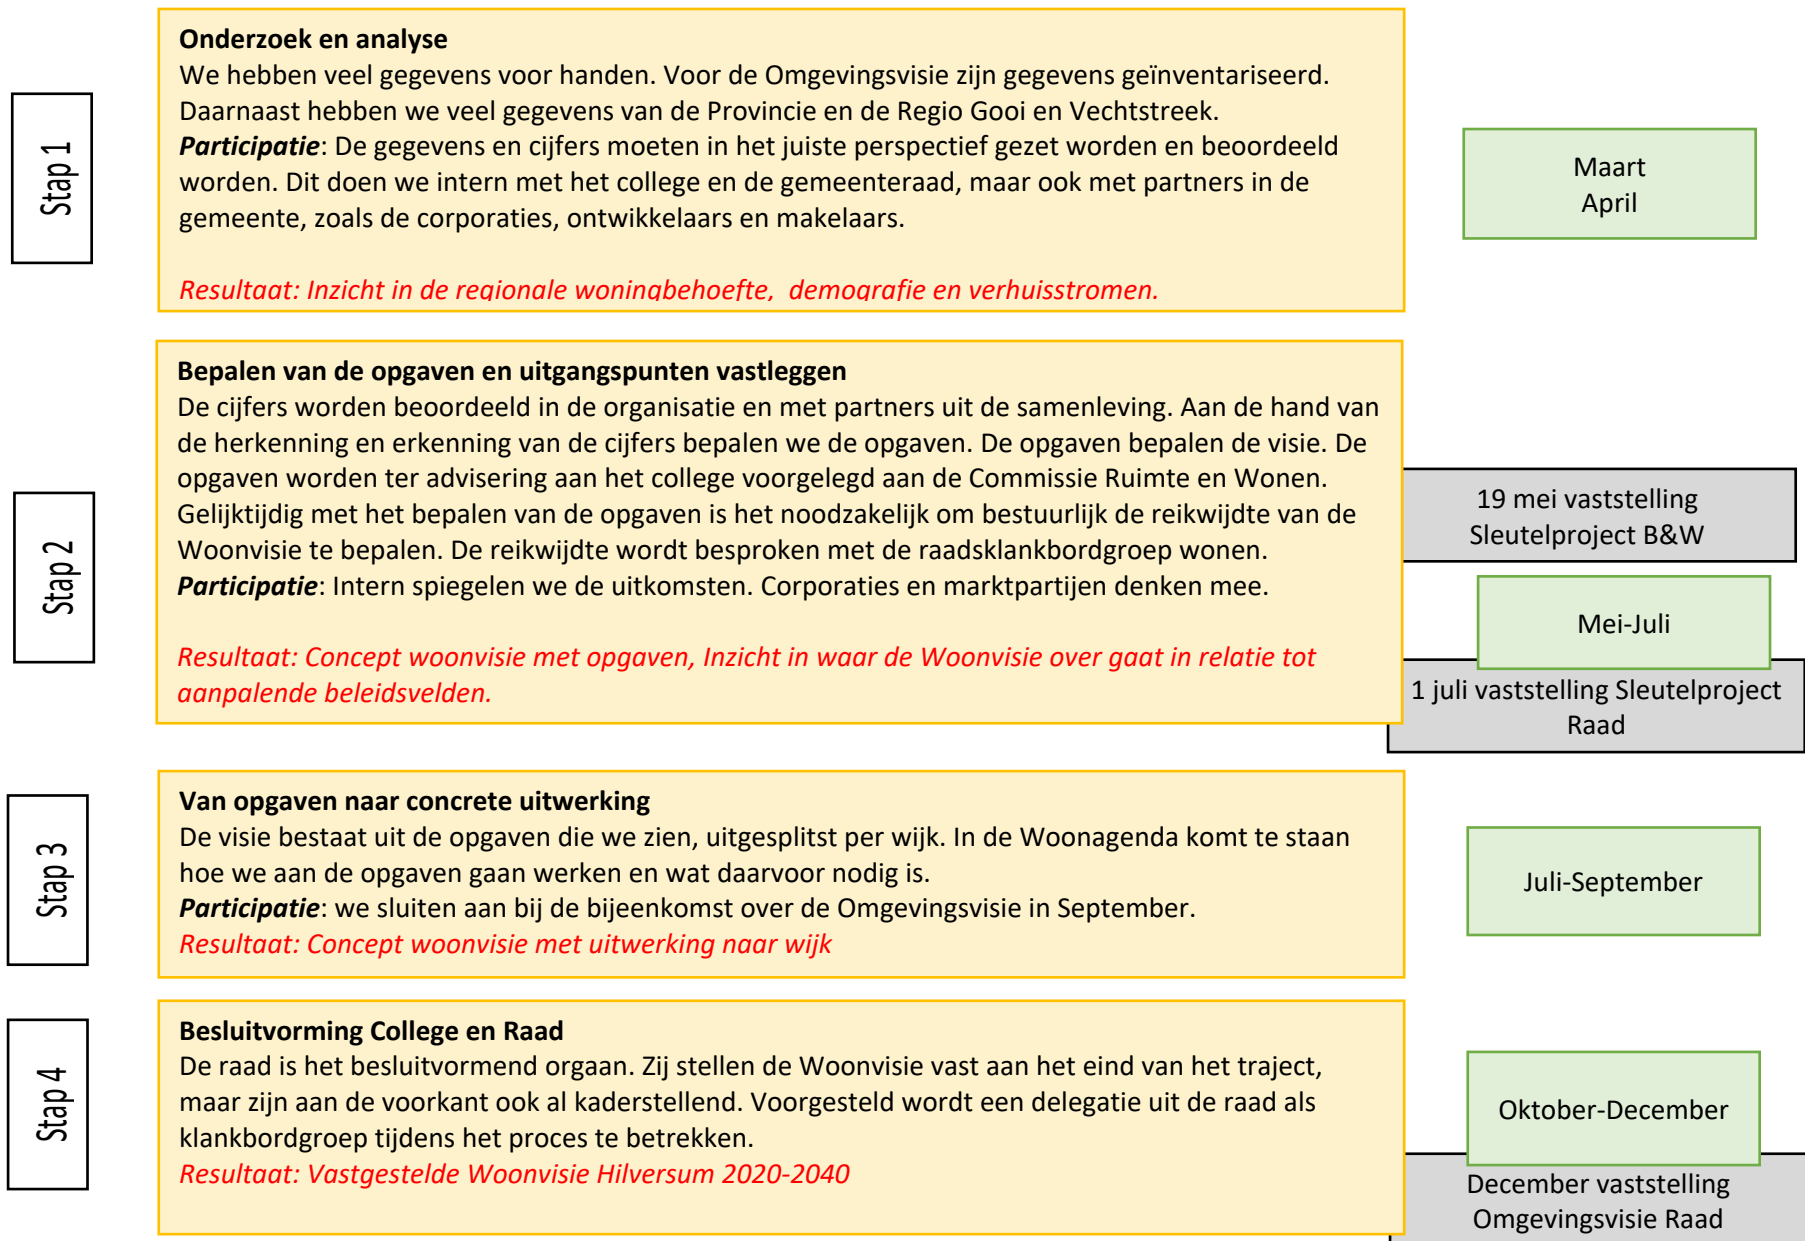 Stap 1
Onderzoek en analyse
We hebben veel gegevens voor handen. Voor de Omgevingsvisie zijn gegevens geïnventariseerd.
Daarnaast hebben we veel gegevens van de Provincie en de Regio Gooi en Vechtstreek.
Participatie: De gegevens en cijfers moeten in het juiste perspectief gezet worden en beoordeeld
worden. Dit doen we intern met het college en de gemeenteraad, maar ook met partners in de
gemeente, zoals de corporaties, ontwikkelaars en makelaars.
Resultaat: Inzicht in de regionale woningbehoefte, demografie en verhuisstromen.
Maart
April
Stap 2
Bepalen van de opgaven en uitgangspunten vastleggen
De cijfers worden beoordeeld in de organisatie en met partners uit de samenleving. Aan de hand van
de herkenning en erkenning van de cijfers bepalen we de opgaven. De opgaven bepalen de visie. De
opgaven worden ter advisering aan het college voorgelegd aan de Commissie Ruimte en Wonen.
Gelijktijdig met het bepalen van de opgaven is het noodzakelijk om bestuurlijk de reikwijdte van de
Woonvisie te bepalen. De reikwijdte wordt besproken met de raadsklankbordgroep wonen.
Participatie: Intern spiegelen we de uitkomsten. Corporaties en marktpartijen denken mee.
Resultaat: Concept woonvisie met opgaven, Inzicht in waar de Woonvisie over gaat in relatie tot
aanpalende beleidsvelden.
19 mei vaststelling
Sleutelproject B&W
Mei-Juli
1 juli vaststelling Sleutelproject
Raad
Stap 3
Van opgaven naar concrete uitwerking
De visie bestaat uit de opgaven die we zien, uitgesplitst per wijk. In de Woonagenda komt te staan
hoe we aan de opgaven gaan werken en wat daarvoor nodig is.
Participatie: we sluiten aan bij de bijeenkomst over de Omgevingsvisie in September.
Resultaat: Concept woonvisie met uitwerking naar wijk
Juli-September
Stap 4
Besluitvorming College en Raad
De raad is het besluitvormend orgaan. Zij stellen de Woonvisie vast aan het eind van het traject,
maar zijn aan de voorkant ook al kaderstellend. Voorgesteld wordt een delegatie uit de raad als
klankbordgroep tijdens het proces te betrekken.
Resultaat: Vastgestelde Woonvisie Hilversum 2020-2040
Oktober-December
December vaststelling
Omgevingsvisie Raad